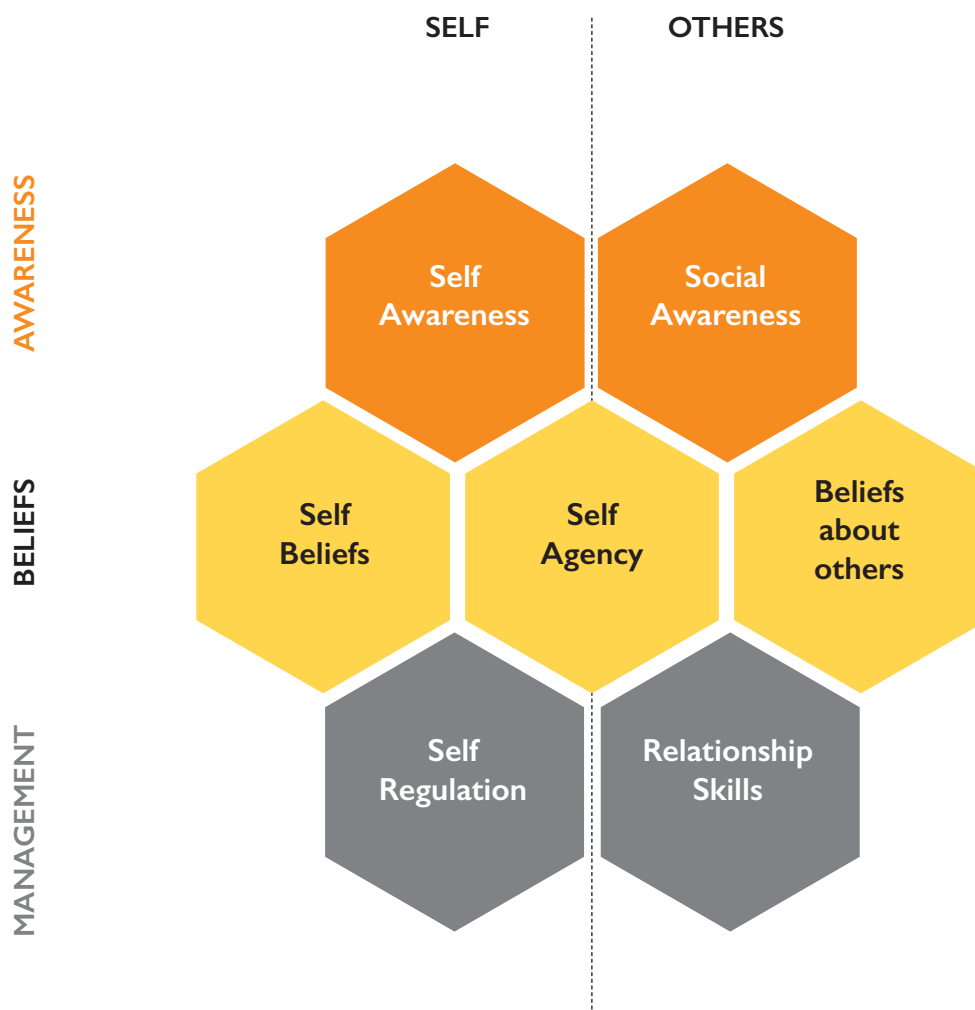 SELF
OTHERS
AWARENESS
Self
Awareness
Social
Awareness
BELIEFS
Self
Beliefs
Self
Agency
Beliefs
about
others
MANAGEMENT
Self
Regulation
Relationship
Skills